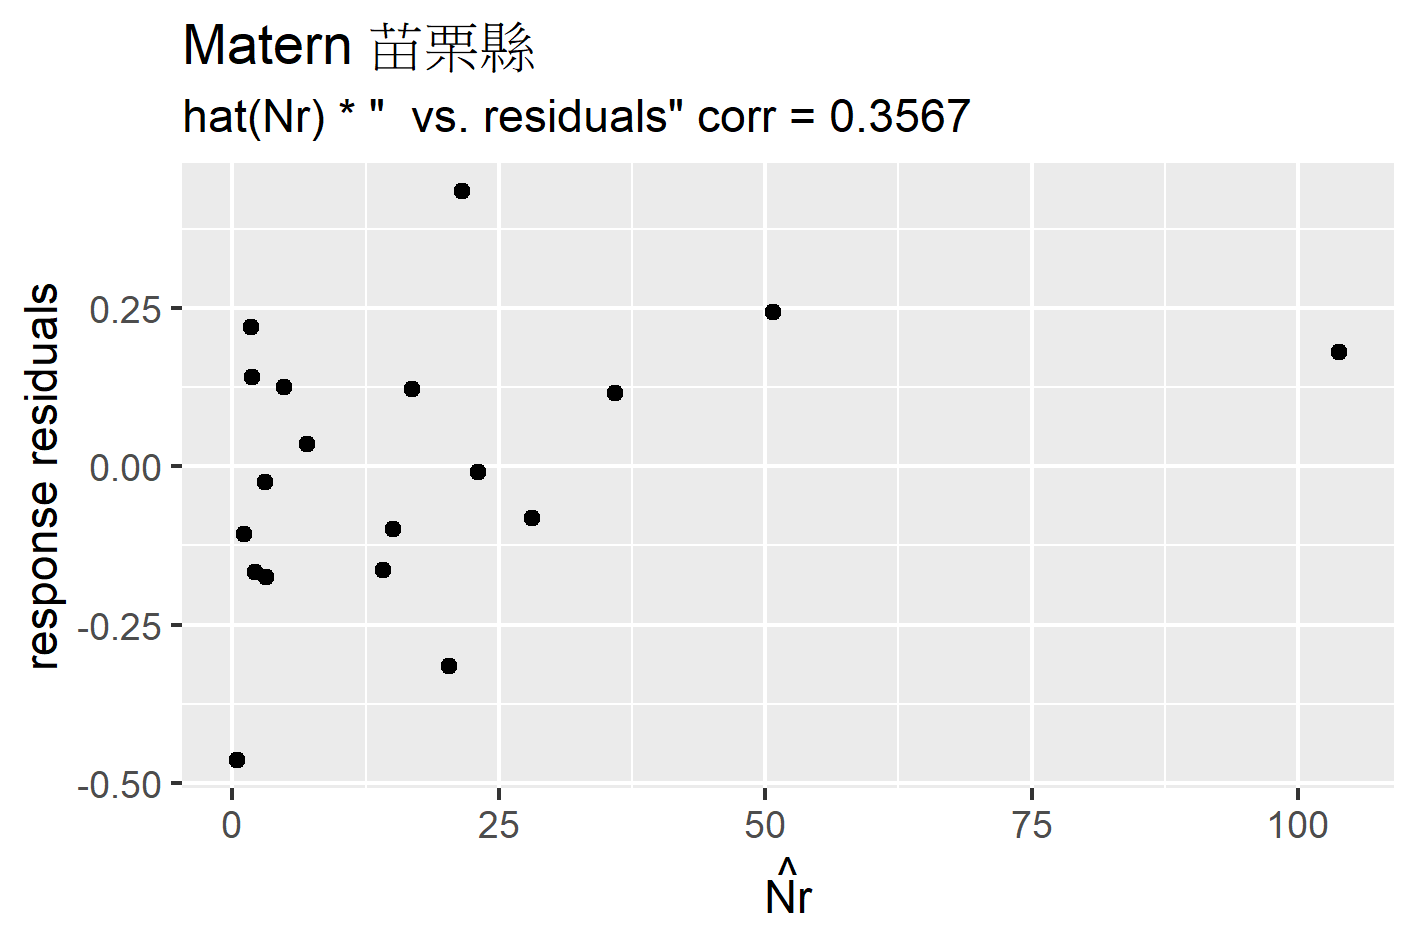 Matern 苗栗縣
hat(Nr) * "  vs. residuals" corr = 0.3567
response residuals
0.25
0.00
-0.25
-0.50
0 25 50 75 100
N̂r